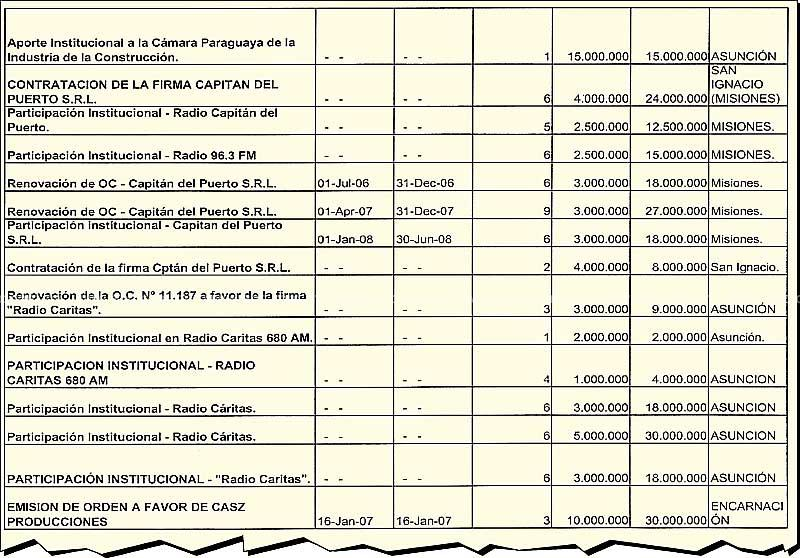 Aporte Institucional a la Cámara Paraguaya de la
Industria de la Construcción. - - - - 1 15.000.000 15.000.000 ASUNCIÓN
CONTRATACION DE LA FIRMA CAPITAN DEL
PUERTO S.R.L. - - - - 6 4.000.000 24.000.000 SAN
IGNACIO
(MISIONES)
Participación Institucional - Radio Capitán del
Puerto. - - - - 5 2.500.000 12.500.000 MISIONES.
Participación Institucional - Radio 96.3 FM - - - - 6 2.500.000 15.000.000 MISIONES.
Renovación de OC - Capitán del Puerto S.R.L. 01-Jul-06 31-Dec-06 6 3.000.000 18.000.000 Misiones.
Renovación de OC - Capitán del Puerto S.R.L. 01-Apr-07 31-Dec-07 9 3.000.000 27.000.000 Misiones.
Participación Institucional - Capitan del Puerto
S.R.L. 01-Jan-08 30-Jun-08 6 3.000.000 18.000.000 Misiones.
Contratación de la firma Cptán del Puerto S.R.L. - - - - 2 4.000.000 8.000.000 San Ignacio.
Renovación de.la O.C. Nº 11.187 a favor de la firma
"Radio Caritas". - - - - 3 3.000.000 9.000.000 ASUNCIÓN
Participación Institucional en Radio Caritas 680 AM. - - - - 1 2.000.000 2.000.000 Asunción.
PARTICIPACION INSTITUCIONAL - RADIO
CARITAS 680 AM - - - - 4 1.000.000 4.000.000 ASUNCION
Participación Institucional - Radio Cáritas. - - - - 6 3.000.000 18.000.000 ASUNCION
Participación Institucional - Radio Cáritas. - - - - 6 5.000.000 30.000.000 ASUNCION
PARTICIPACIÓN INSTITUCIONAL - "Radio Caritas". - - - - 6 3.000.000 18.000.000 ASUNCIÓN
EMISION DE ORDEN A FAVOR DE CASZ
PRODUCCIONES 16-Jan-07 16-Jan-07 3 10.000.000 30.000.000 ENCARNACI
ÓN